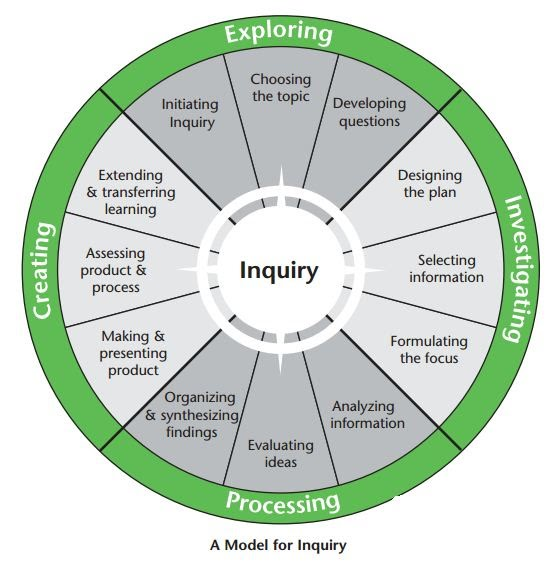 Exploring
Initiating
Inquiry
Choosing
the topic
Developing
questions
Investigating
Designing
the plan
Selecting
information
Formulating
the focus
Processing
Analyzing
information
Evaluating
ideas
Organizing
& synthesizing
findings
Creating
Making &
presenting
product
Assessing
product &
process
Extending
& transferring
learning
Inquiry
A Model for Inquiry